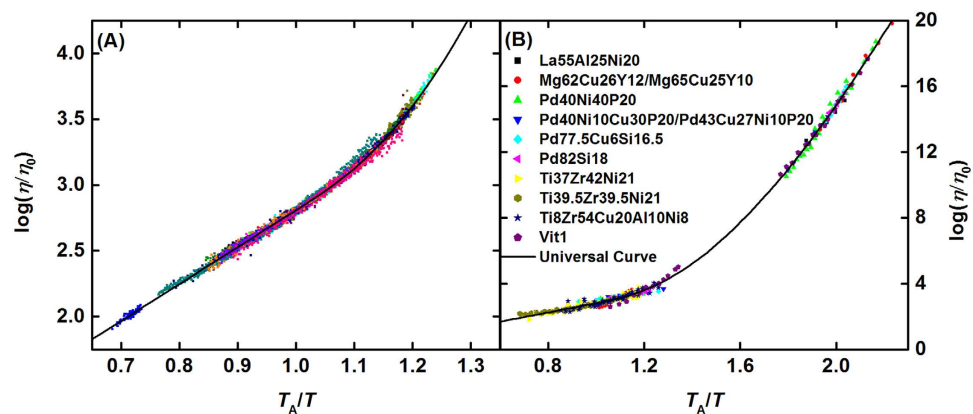 (A)
4.0
3.5
3.0
2.5
2.0
log(η/η0)
0.7 0.8 0.9 1.0 1.1 1.2 1.3
TA/T
(B)
La55Al25Ni20
Mg62Cu26Y12/Mg65Cu25Y10
Pd40Ni40P20
Pd40Ni10Cu30P20/Pd43Cu27Ni10P20
Pd77.5Cu6Si16.5
Pd82Si18
Ti37Zr42Ni21
Ti39.5Zr39.5Ni21
Ti8Zr54Cu20Al10Ni8
Vit1
Universal Curve
20
16
12
8
4
0
log(η/η0)
0.8 1.2 1.6 2.0
TA/T